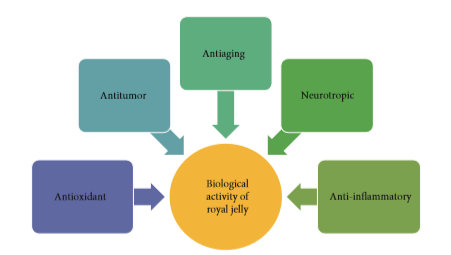 Antiaging
Antitumor
Neurotropic
Antioxidant
Biological
activity of
royal jelly
Anti-inflammatory